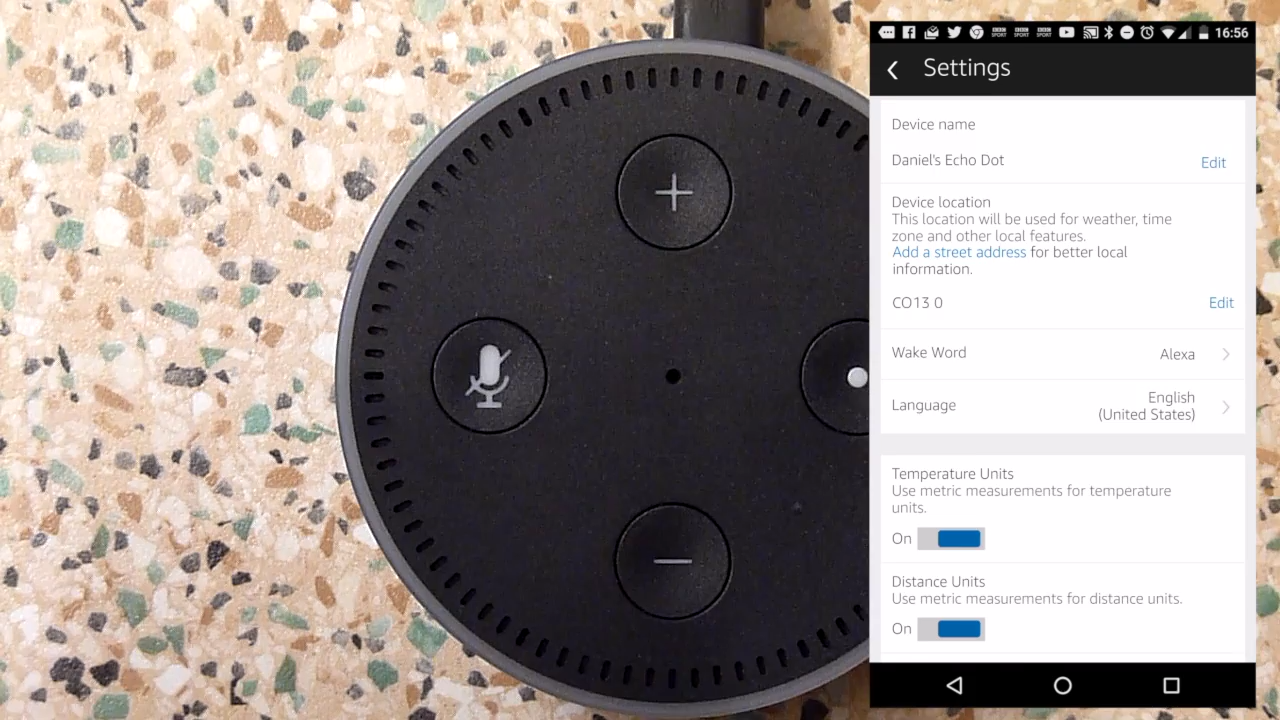 16:56
Settings
Device name
Daniel's Echo Dot
Edit
Device location
This location will be used for weather, time
zone and other local features.
Add a street address for better local
information.
CO13 0
Edit
Wake Word
Alexa
Language
English
(United States)
Temperature Units
Use metric measurements for temperature
units.
On
Distance Units
Use metric measurements for distance units.
On